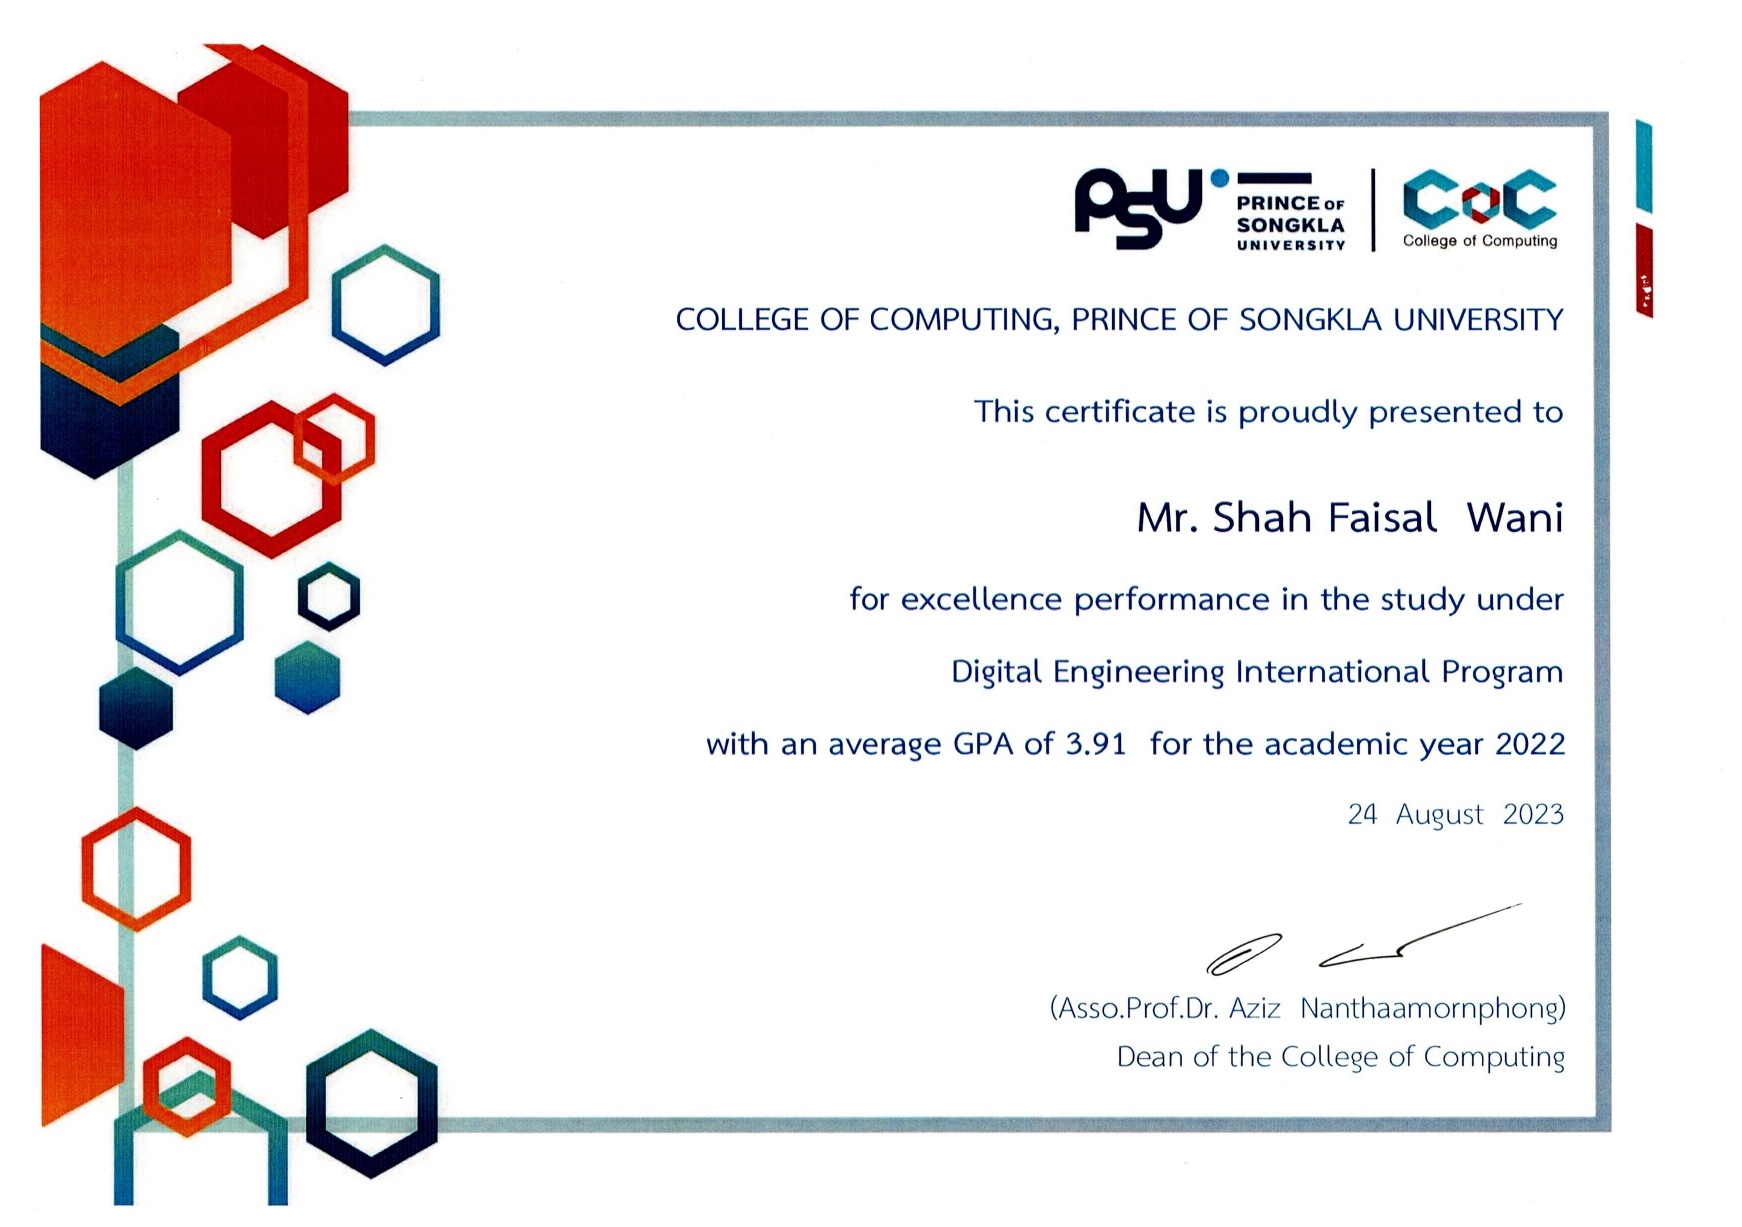 PSU PRINCE OF
SONGKLA
UNIVERSITY
COC
College of Computing
COLLEGE OF COMPUTING, PRINCE OF SONGKLA UNIVERSITY
This certificate is proudly presented to
Mr. Shah Faisal Wani
for excellence performance in the study under
Digital Engineering International Program
with an average GPA of 3.91 for the academic year 2022
24 August 2023
(Asso.Prof.Dr. Aziz Nanthaamornphong)
Dean of the College of Computing